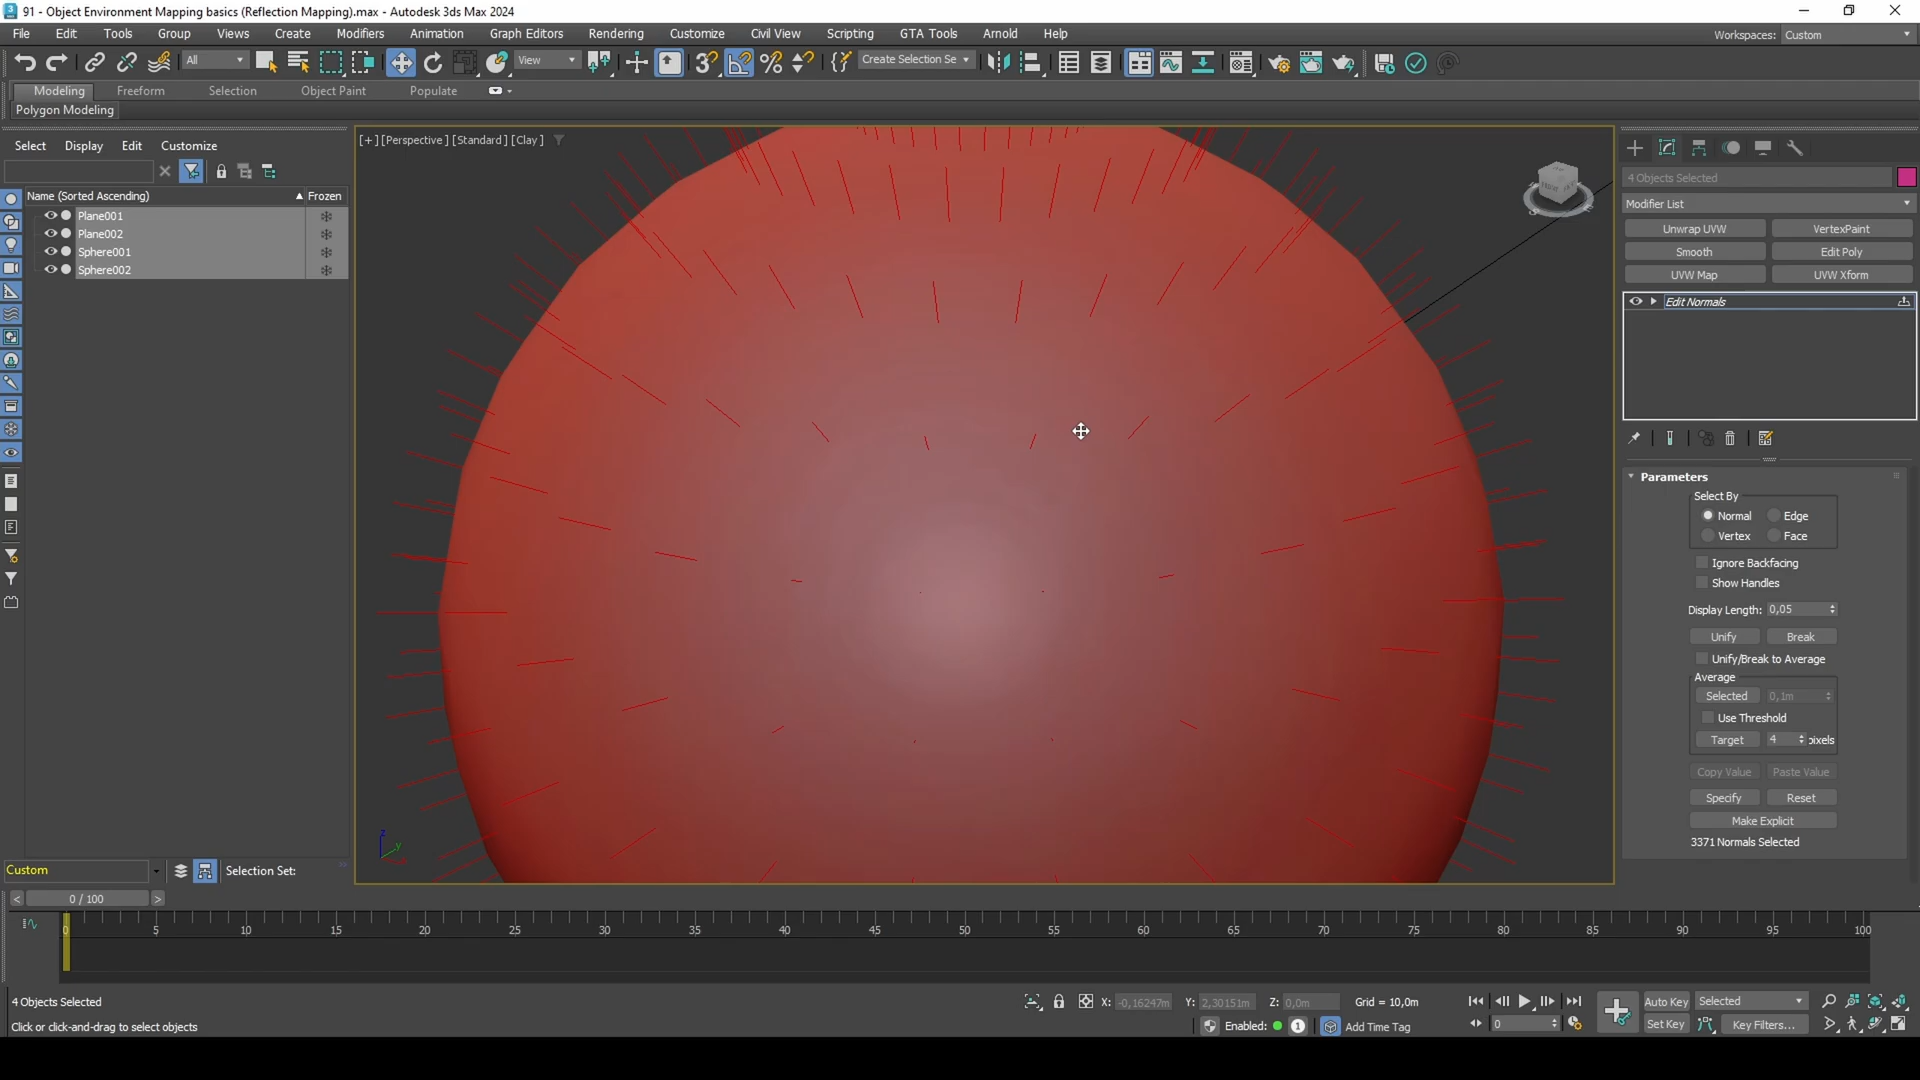 91 - Object Environment Mapping basics (Reflection Mapping).max - Autodesk 3ds Max 2024
File Edit Tools Group Views Create Modifiers Animation Graph Editors Rendering Customize Civil View Scripting GTA Tools Arnold Help
Workspaces: Custom
All View Create Selection Se
Modeling Freeform Selection Object Paint Populate
Polygon Modeling
Select Display Edit Customize
[+] [Perspective] [Standard] [Clay]
Name (Sorted Ascending) Frozen
Plane001
Plane002
Sphere001
Sphere002
4 Objects Selected
Modifier List
Unwrap UVW VertexPaint
Smooth Edit Poly
UVW Map UVW Xform
Edit Normals
Parameters
Select By
Normal Edge
Vertex Face
Ignore Backfacing
Show Handles
Display Length: 0,05
Unify Break
Unify/Break to Average
Average
Selected 0,1m
Use Threshold
Target 4 pixels
Copy Value Paste Value
Specify Reset
Make Explicit
3371 Normals Selected
z
y
Custom Selection Set:
< 0 / 100 >
0 5 10 15 20 25 30 35 40 45 50 55 60 65 70 75 80 85 90 95 100
4 Objects Selected X: -0,16247m Y: 2,30151m Z: 0,0m Grid = 10,0m Auto Key Selected
Click or click-and-drag to select objects Enabled: 1 Add Time Tag 0 Set Key Key Filters...